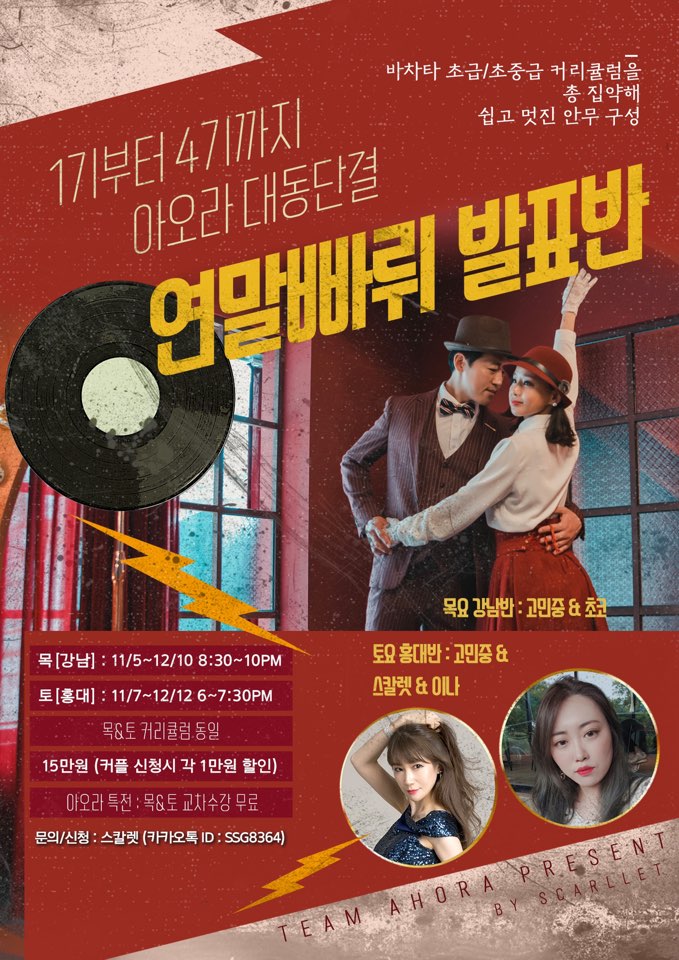 바차타 초급/초중급 커리큘럼을
총 집약해
쉽고 멋진 안무 구성
1기부터 4기까지
아오라 대동단결
연말빠뤼 발표반
목요 강남반 : 고민중 & 초코
토요 홍대반 : 고민중 &
스칼렛 & 이나
목[강남] : 11/5~12/10 8:30~10PM
토[홍대] : 11/7~12/12 6~7:30PM
목&토 커리큘럼 동일
15만원 (커플 신청시 각 1만원 할인)
아오라 특전 : 목&토 교차수강 무료
문의/신청 : 스칼렛 (카카오톡 ID : SSG8364)
TEAM AHORA PRESENT
BY SCARLLET